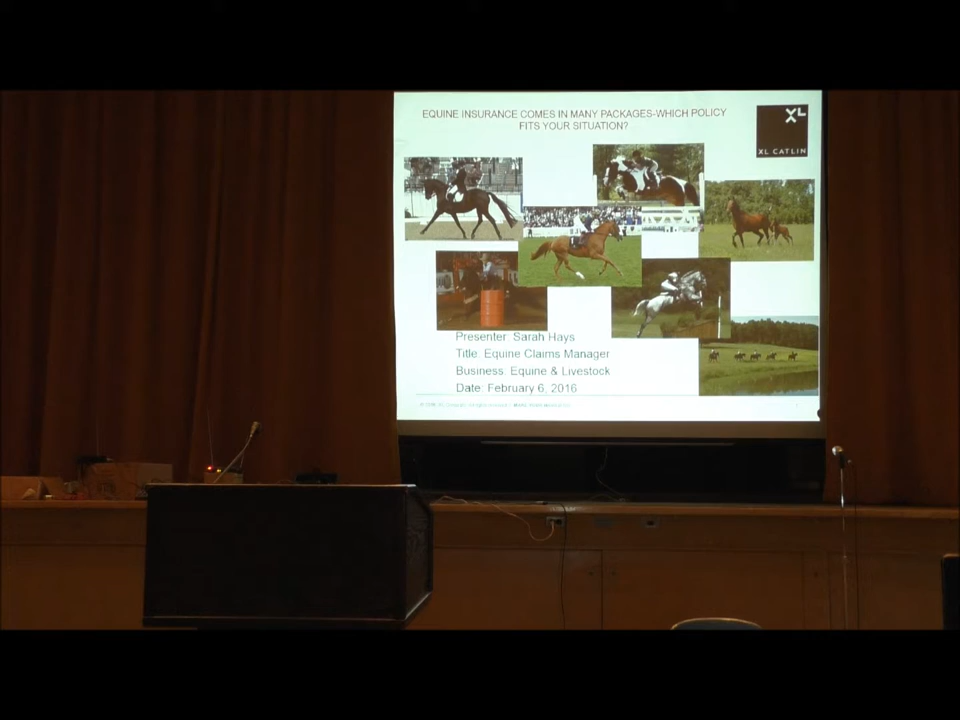 EQUINE INSURANCE COMES IN MANY PACKAGES-WHICH POLICY
FITS YOUR SITUATION?
XL
XL CATLIN
Presenter: Sarah Hays
Title: Equine Claims Manager
Business: Equine & Livestock
Date: February 6, 2016